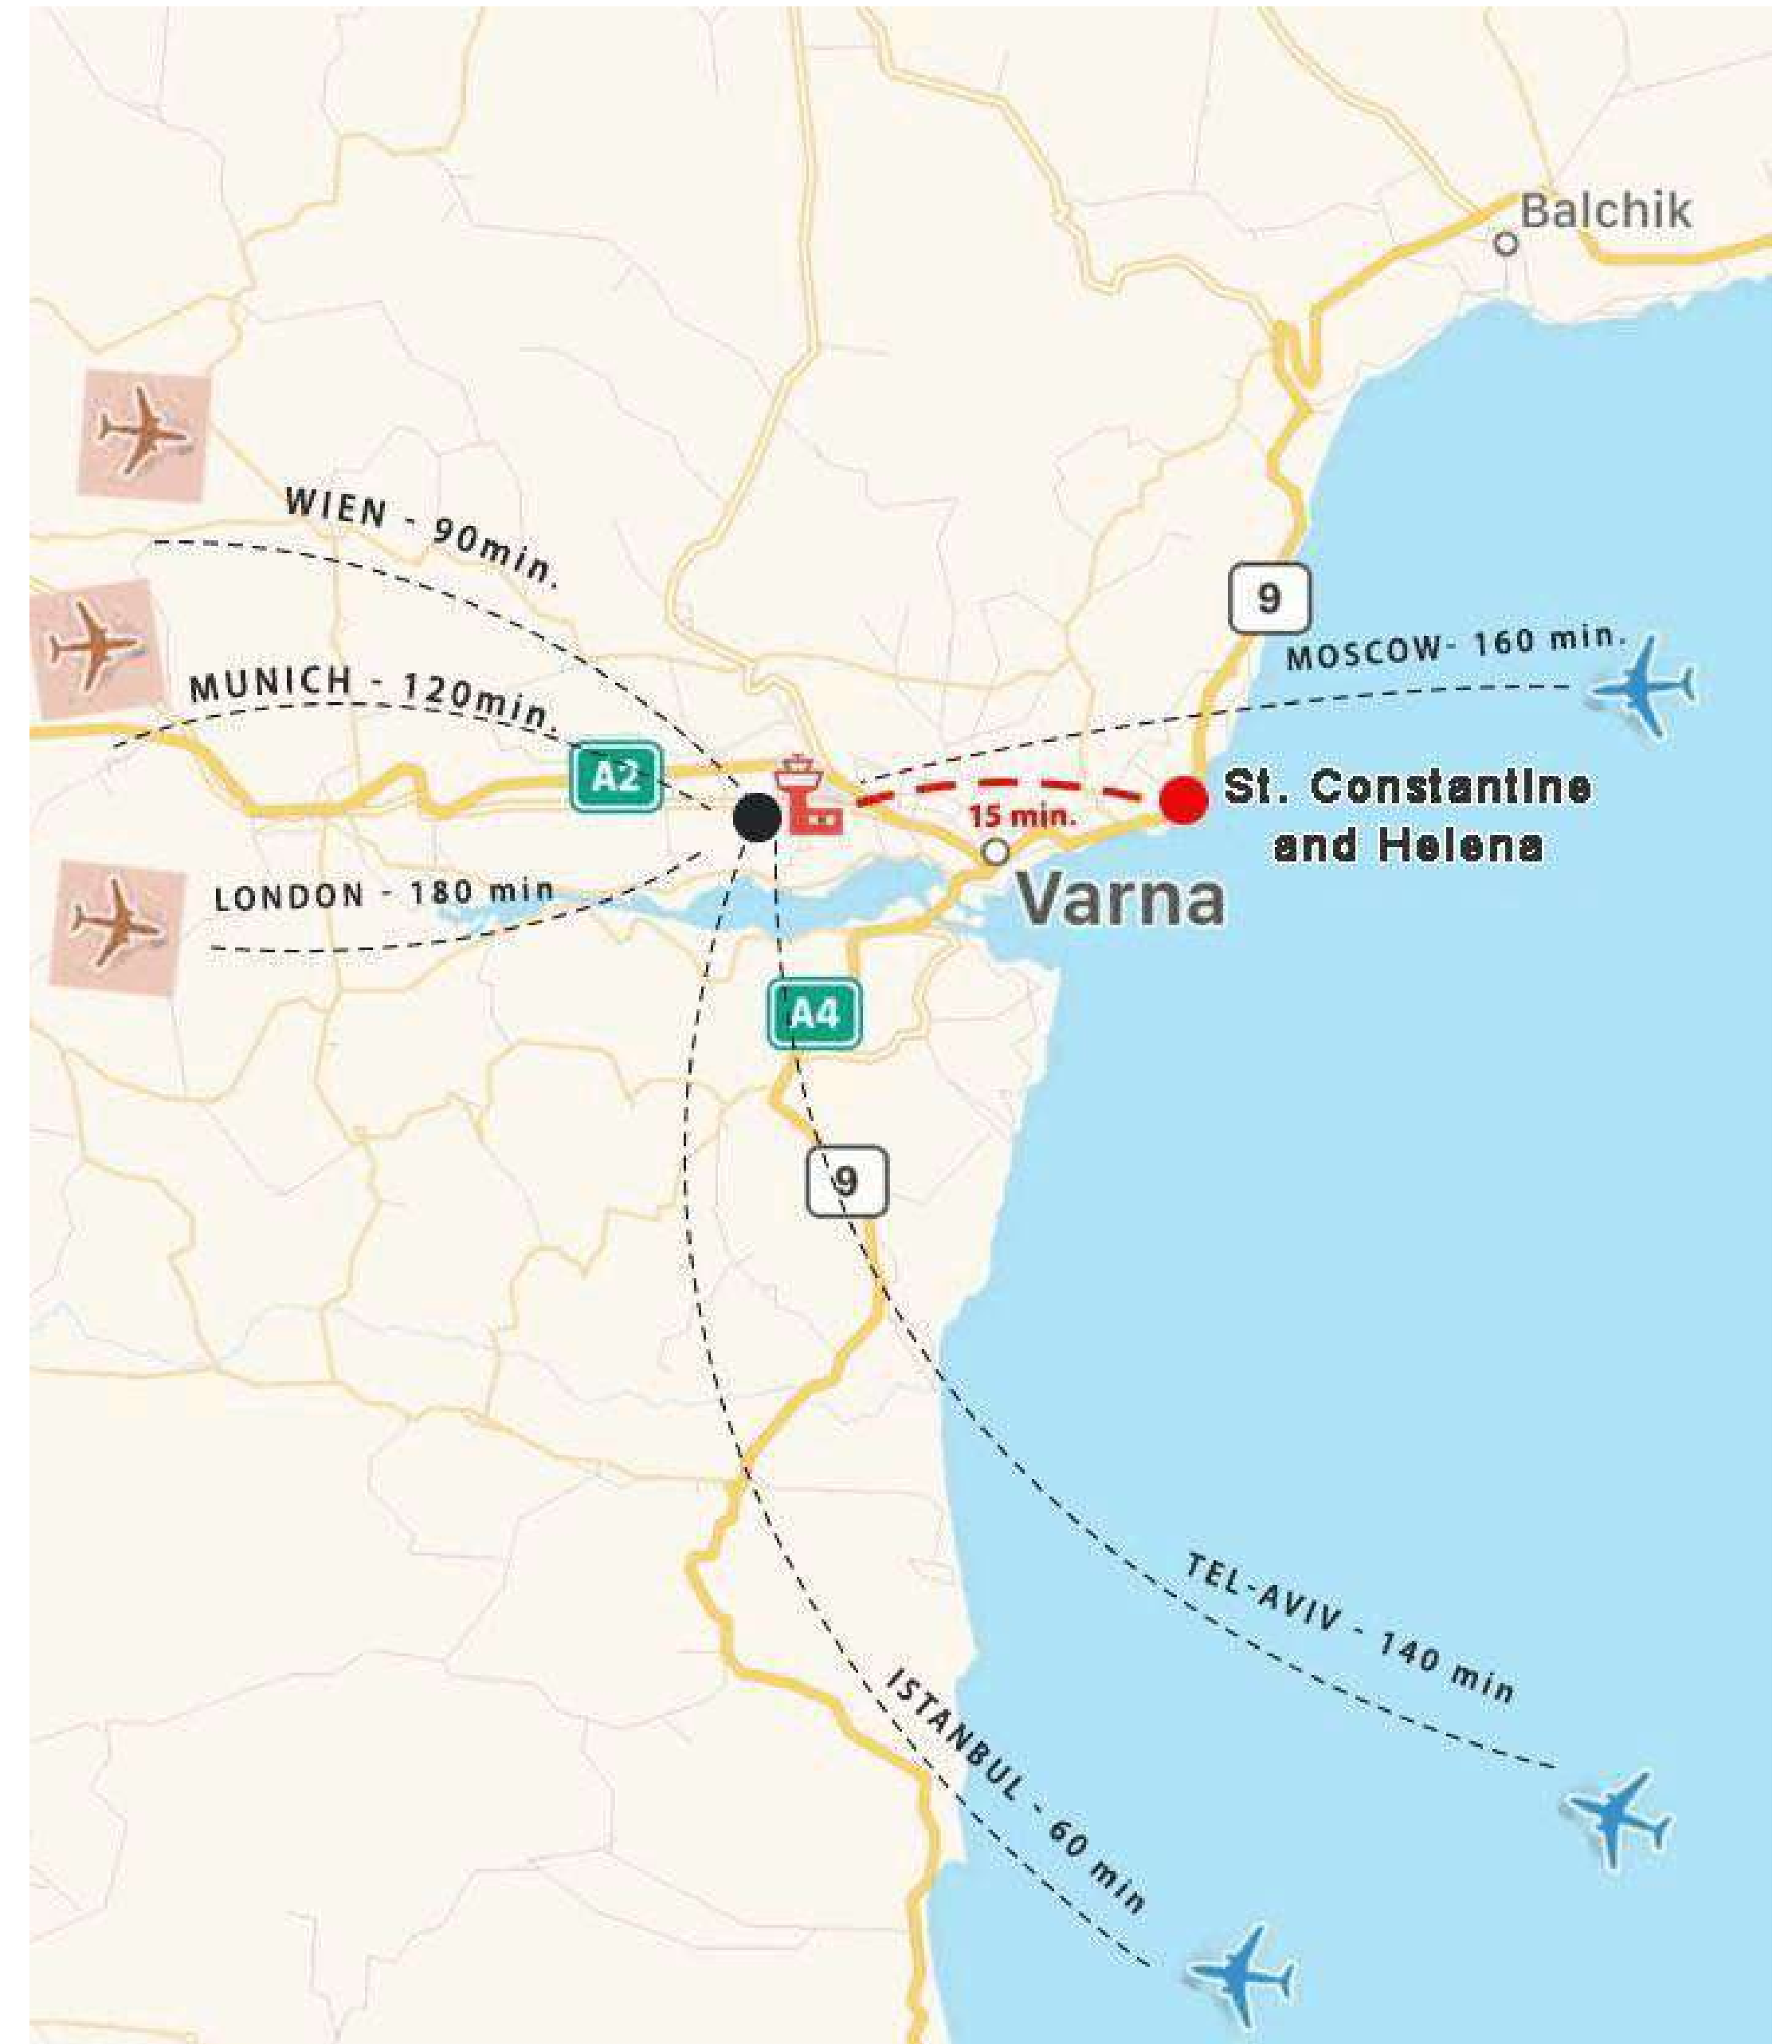 Balchik
WIEN - 90min.
9
MOSCOW- 160 min.
MUNICH - 120min.
A2
St. Constantine
and Helena
15 min.
Varna
LONDON - 180 min
A4
9
TEL-AVIV - 140 min
ISTANBUL - 60 min